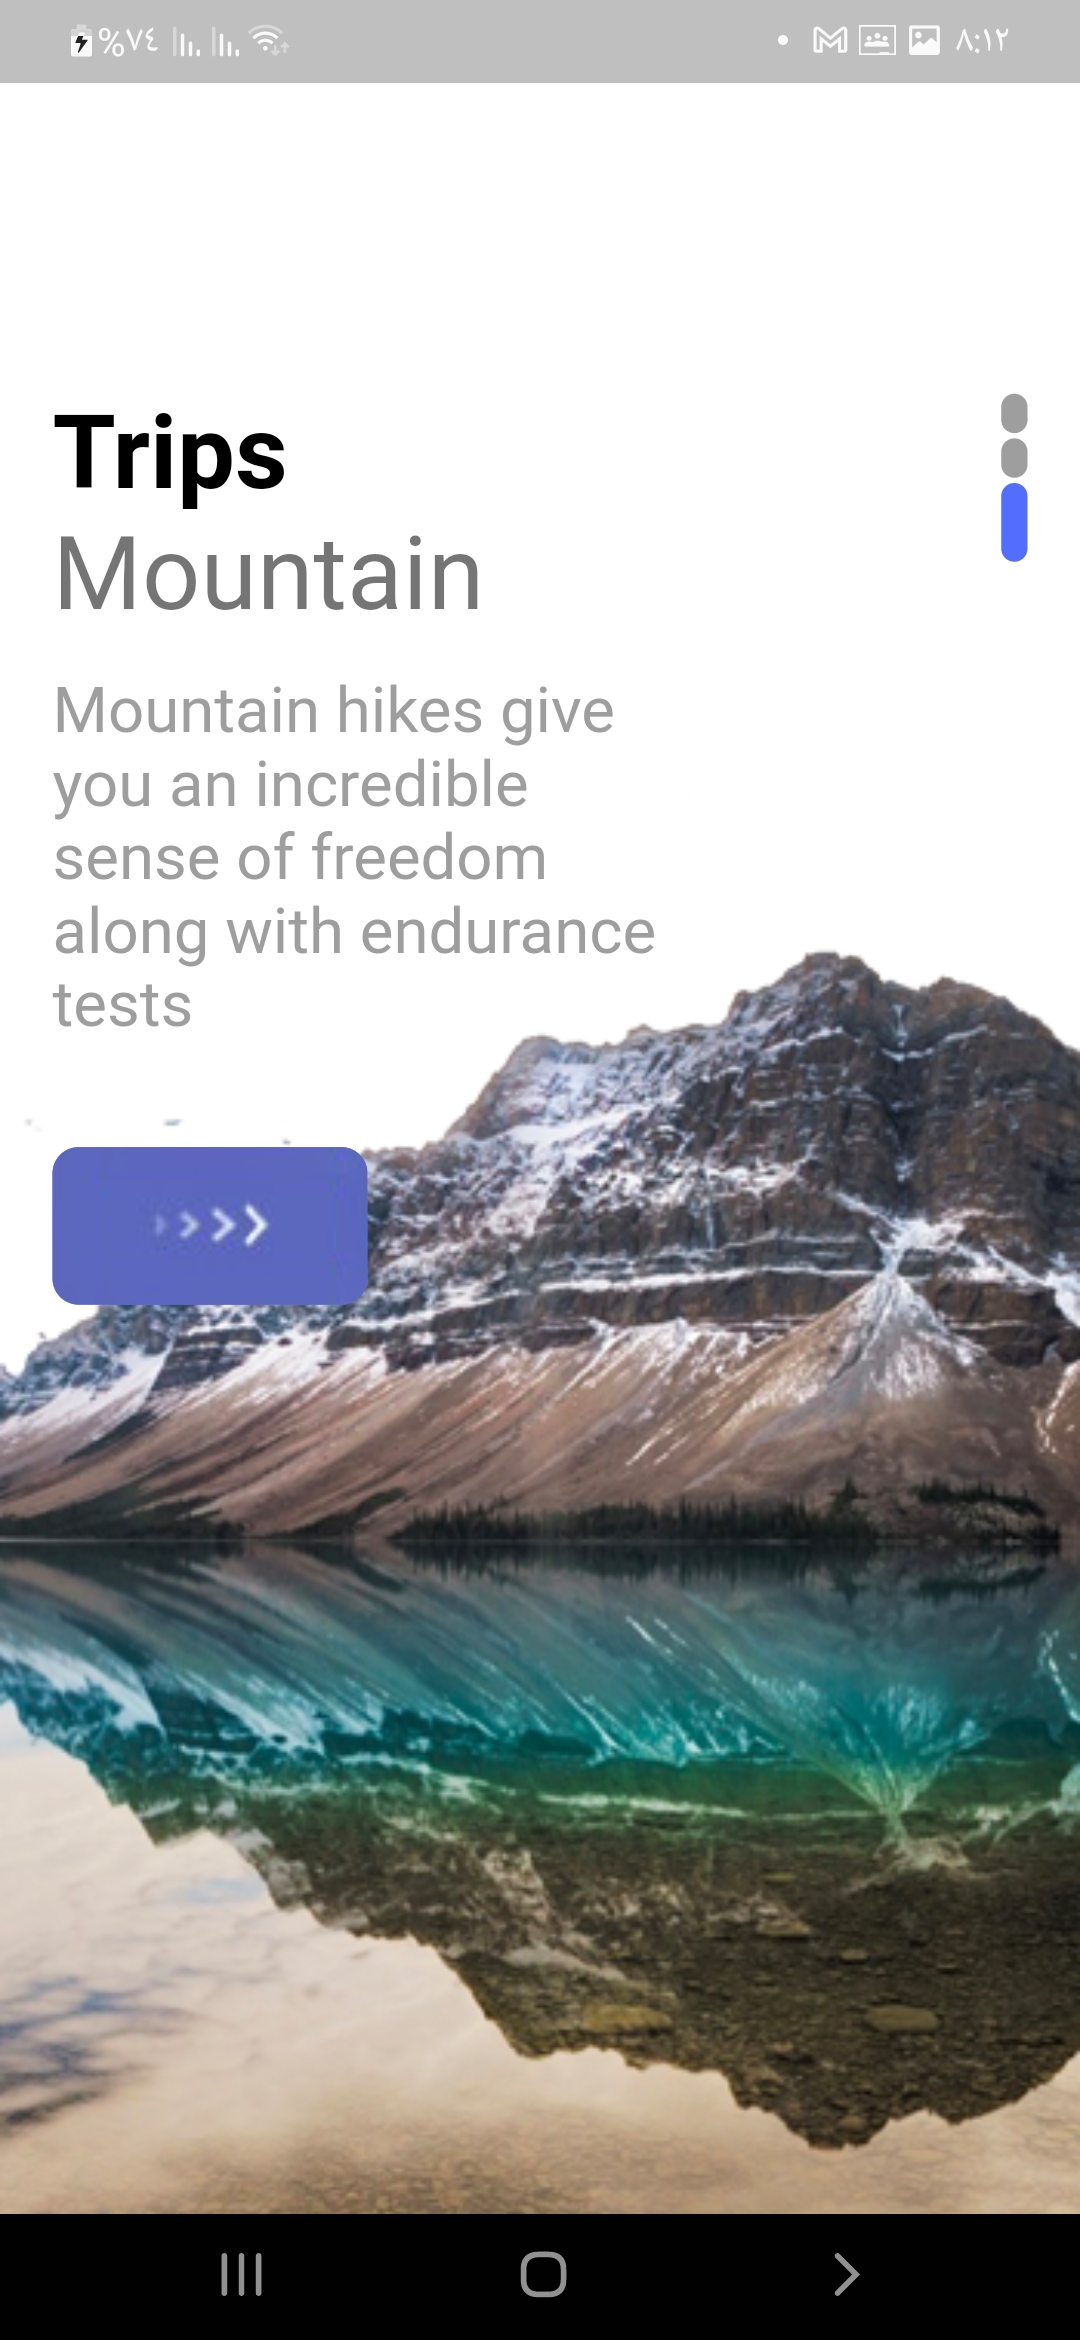 %٧٤ ٨:١٢
Trips
Mountain
Mountain hikes give
you an incredible
sense of freedom
along with endurance
tests